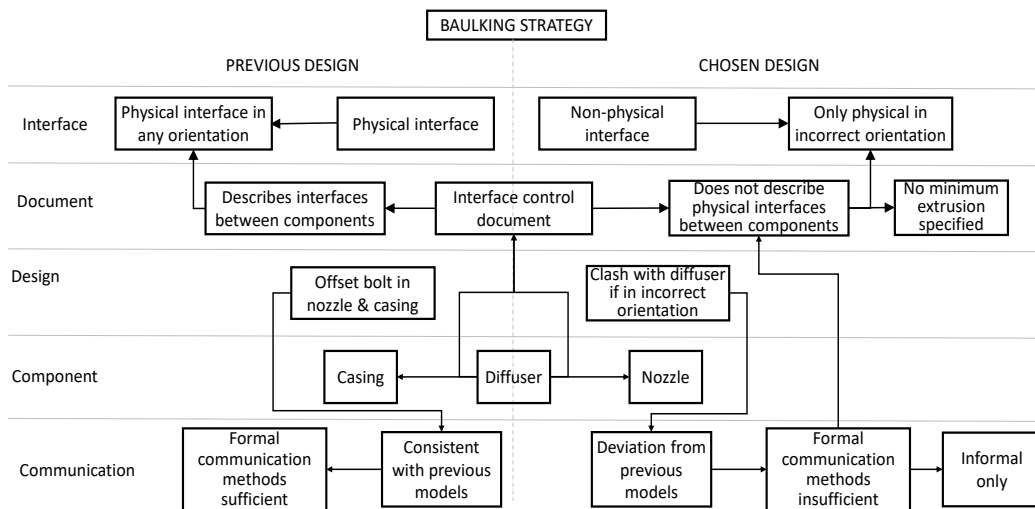 BAULKING STRATEGY
PREVIOUS DESIGN
CHOSEN DESIGN
Interface
Physical interface in
any orientation
Physical interface
Non-physical
interface
Only physical in
incorrect orientation
Document
Describes interfaces
between components
Interface control
document
Does not describe
physical interfaces
between components
No minimum
extrusion
specified
Design
Offset bolt in
nozzle & casing
Clash with diffuser
if in incorrect
orientation
Component
Casing
Diffuser
Nozzle
Communication
Formal
communication
methods
sufficient
Consistent
with previous
models
Deviation from
previous
models
Formal
communication
methods
insufficient
Informal
only